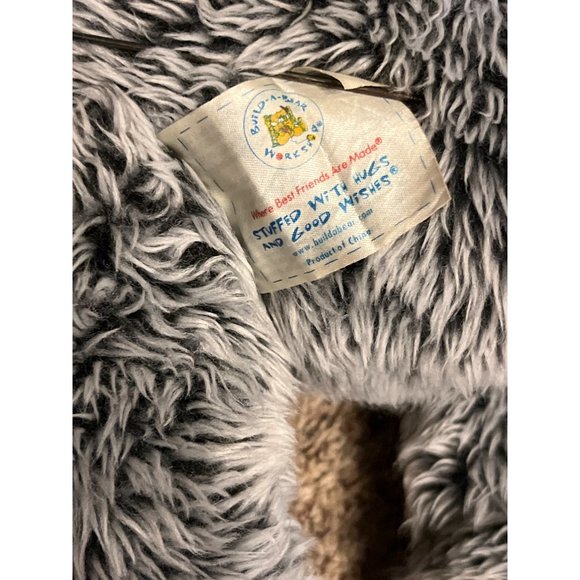 BUILD-A-BEAR
WORKSHOP®
Where Best Friends Are Made®
STUFFED WITH HUGS
AND GOOD WISHES®
www.buildabear.com
Product of China